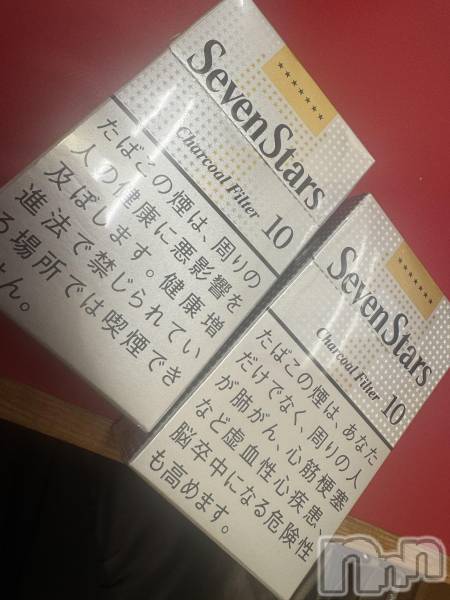 ★★★★★★★
SevenStars
Charcoal Filter 10
たばこの煙は、周りの
人の健康に悪影響を
及ぼします。健康増
進法で禁じられてい
る場所では喫煙でき
ません。
★★★★★★★
SevenStars
Charcoal Filter 10
たばこの煙は、あなた
だけでなく、周りの人
が肺がん、心筋梗塞
など虚血性心疾患、
脳卒中になる危険性
も高めます。